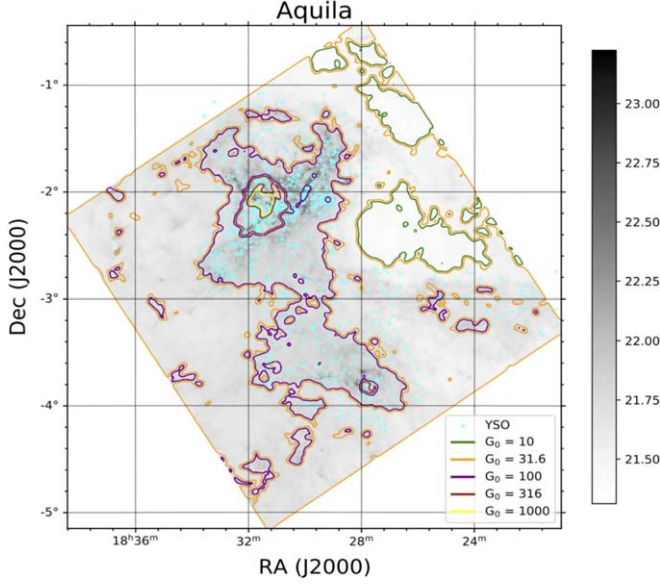 Aquila
-1°
-2°
-3°
-4°
-5°
Dec (J2000)
18ʰ36ᵐ
32ᵐ
28ᵐ
24ᵐ
RA (J2000)
YSO
G₀ = 10
G₀ = 31.6
G₀ = 100
G₀ = 316
G₀ = 1000
23.00
22.75
22.50
22.25
22.00
21.75
21.50